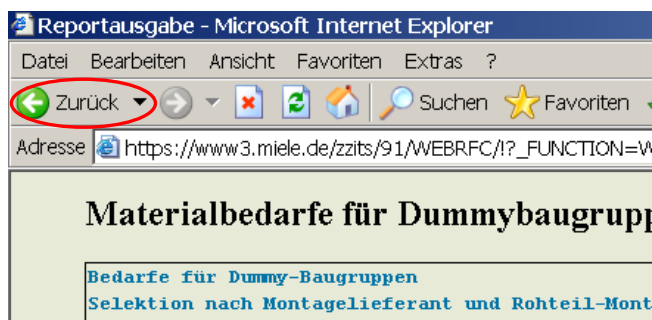 Reportausgabe - Microsoft Internet Explorer
Datei Bearbeiten Ansicht Favoriten Extras ?
Zurück Suchen Favoriten
Adresse https://www3.miele.de/zzits/91/WEBRFC/!?_FUNCTION=W
Materialbedarfe für Dummybaugrupp
Bedarfe für Dummy-Baugruppen
Selektion nach Montagelieferant und Rohteil-Mont